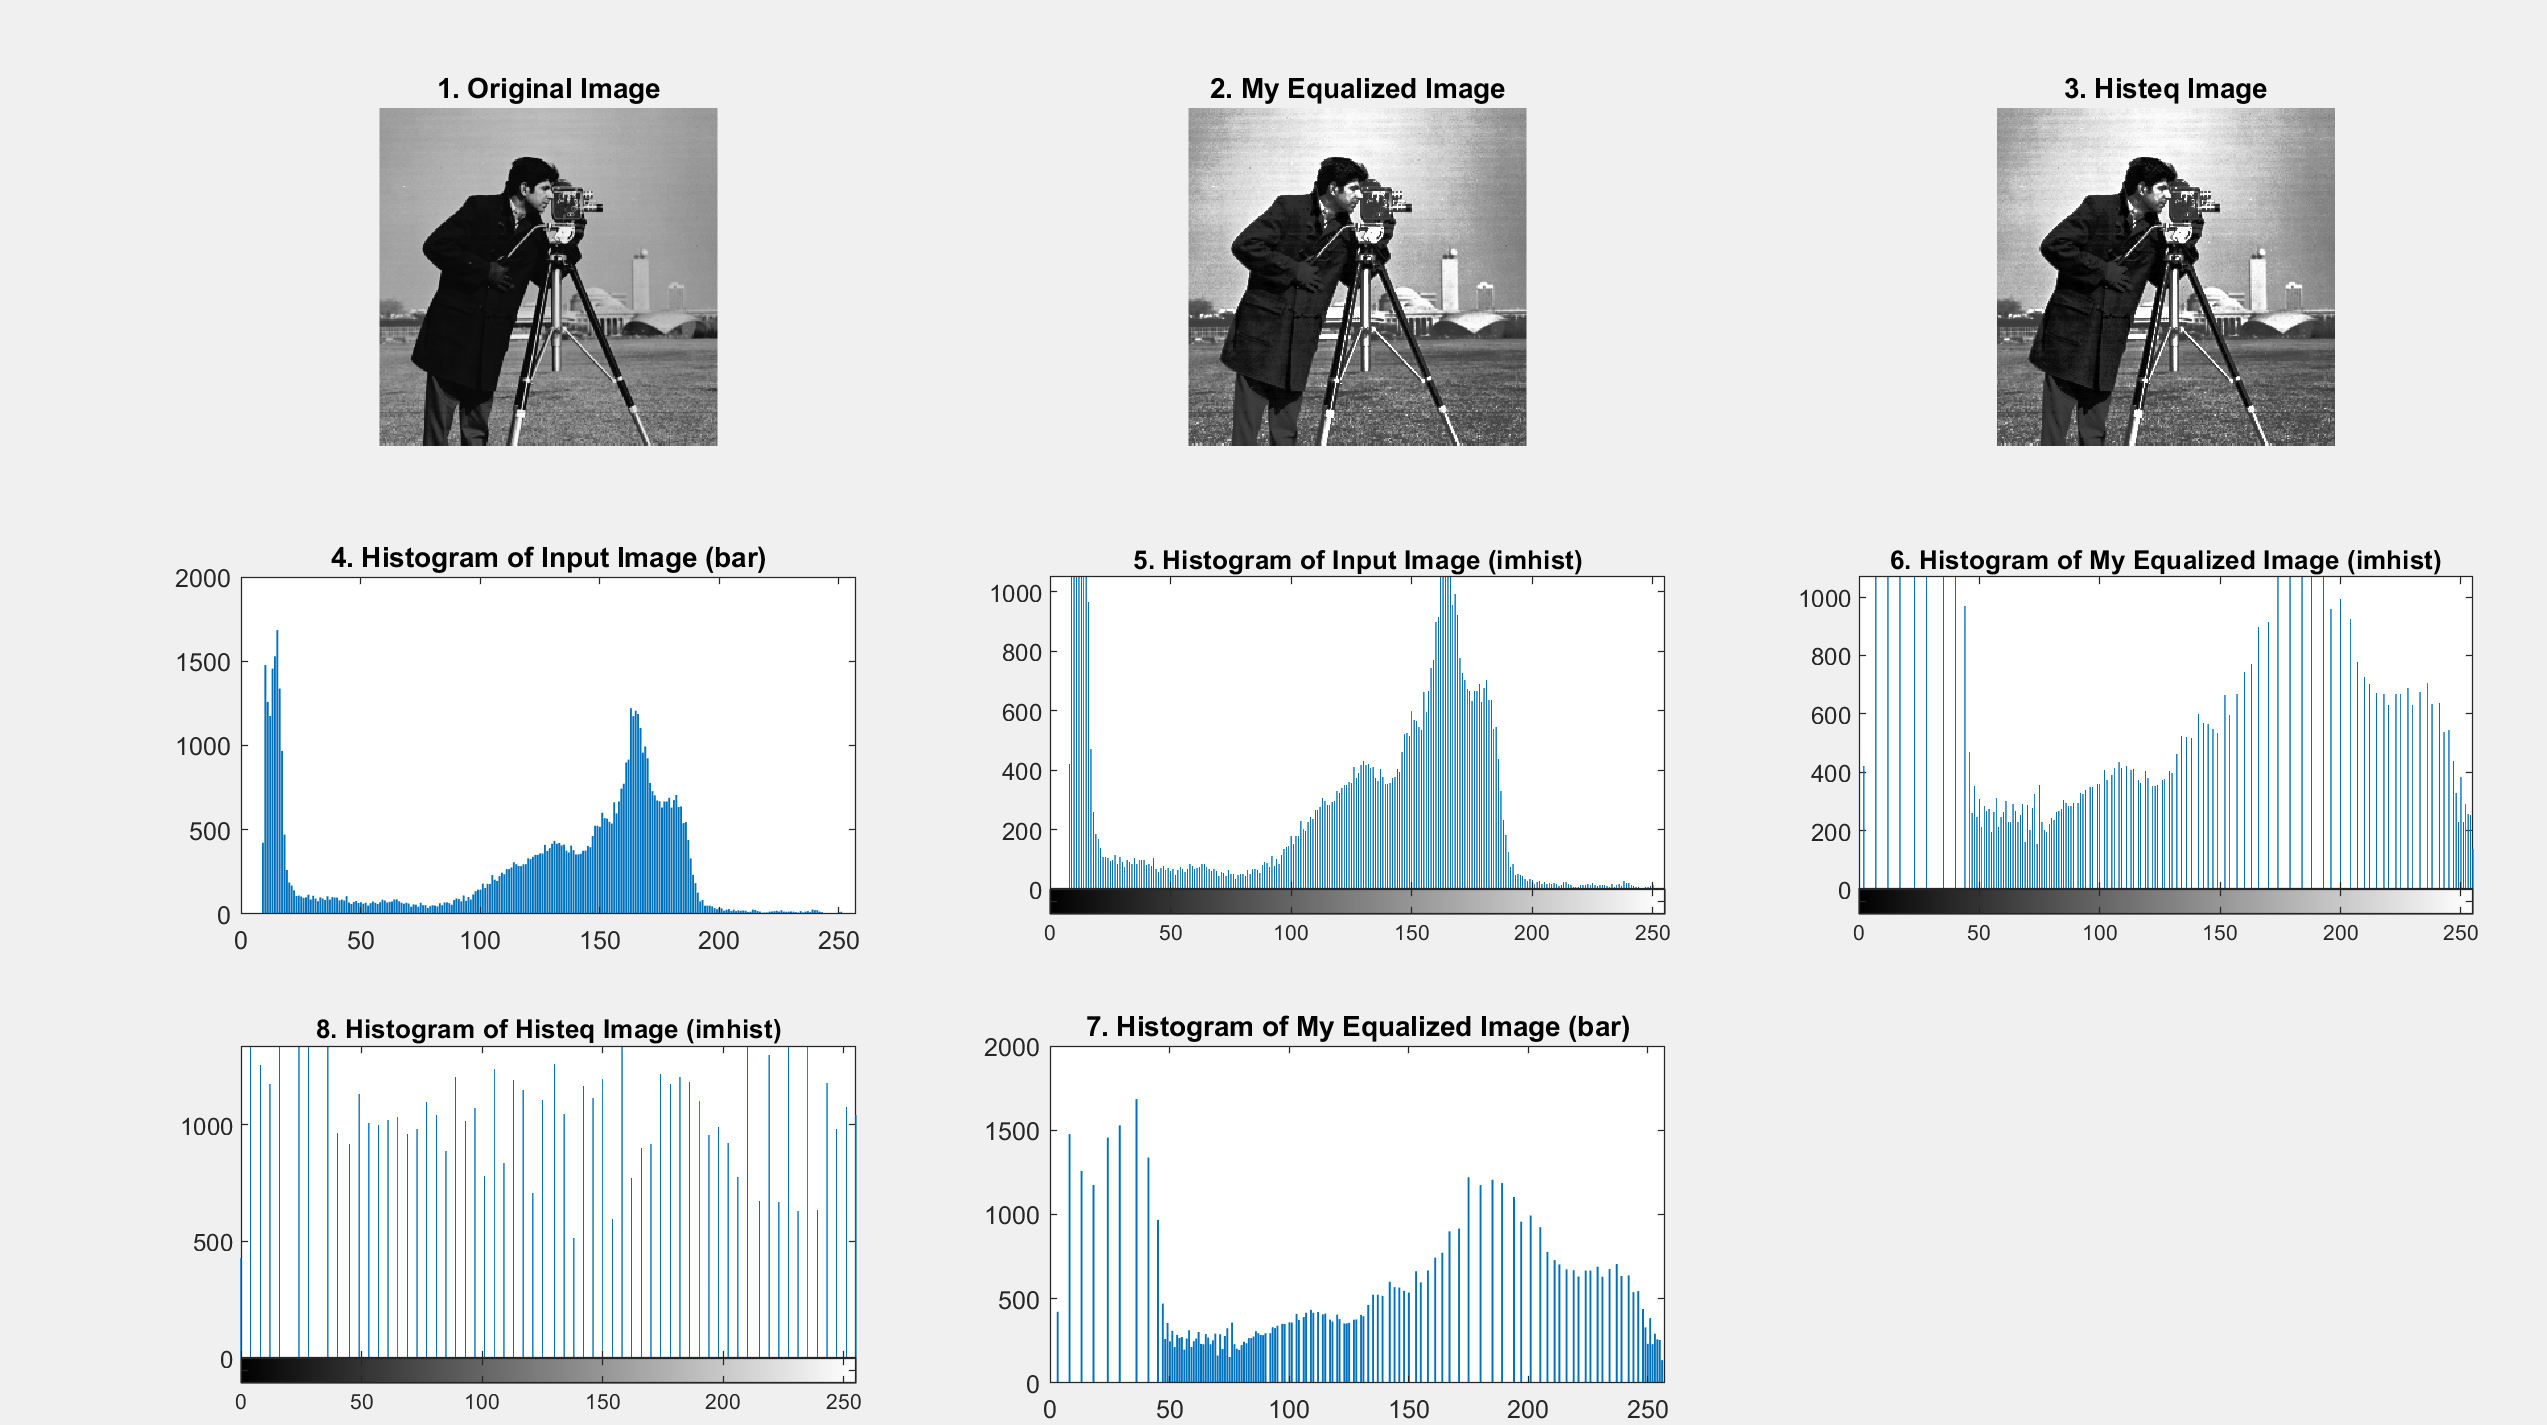 1. Original Image
2. My Equalized Image
3. Histeq Image
4. Histogram of Input Image (bar)
2000
1500
1000
500
0
0 50 100 150 200 250
5. Histogram of Input Image (imhist)
1000
800
600
400
200
0
0 50 100 150 200 250
6. Histogram of My Equalized Image (imhist)
1000
800
600
400
200
0
0 50 100 150 200 250
8. Histogram of Histeq Image (imhist)
1000
500
0
0 50 100 150 200 250
7. Histogram of My Equalized Image (bar)
2000
1500
1000
500
0
0 50 100 150 200 250